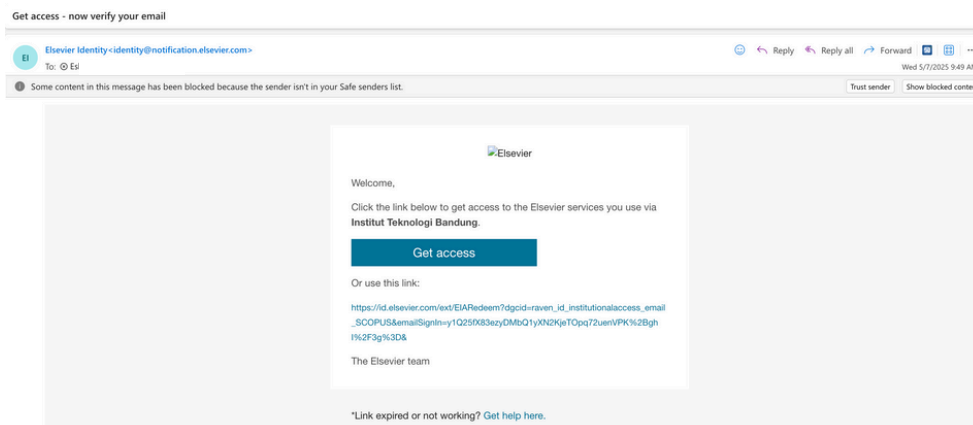 Get access - now verify your email
EI
Elsevier Identity<identity@notification.elsevier.com>
Reply
Reply all
Forward
To:
Wed 5/7/2025 9:49 AM
Some content in this message has been blocked because the sender isn't in your Safe senders list.
Trust sender
Show blocked conte
Elsevier
Welcome,
Click the link below to get access to the Elsevier services you use via
Institut Teknologi Bandung.
Get access
Or use this link:
https://id.elsevier.com/ext/EIARedeem?dgcid=raven_id_institutionalaccess_email
_SCOPUS&emailSignIn=y1Q25fX83ezyDMbQ1yXN2KjeTOpq72uenVPK%2Bgh
I%2F3g%3D&
The Elsevier team
*Link expired or not working? Get help here.